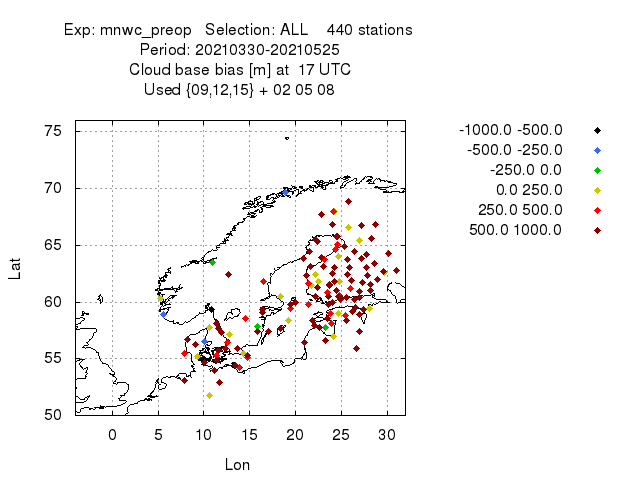 Exp: mnwc_preop   Selection: ALL    440 stations
Period: 20210330-20210525
Cloud base bias [m] at  17 UTC
Used {09,12,15} + 02 05 08
-1000.0 -500.0
-500.0 -250.0
-250.0 0.0
0.0 250.0
250.0 500.0
500.0 1000.0
75
70
65
60
55
50
Lat
0 5 10 15 20 25 30
Lon